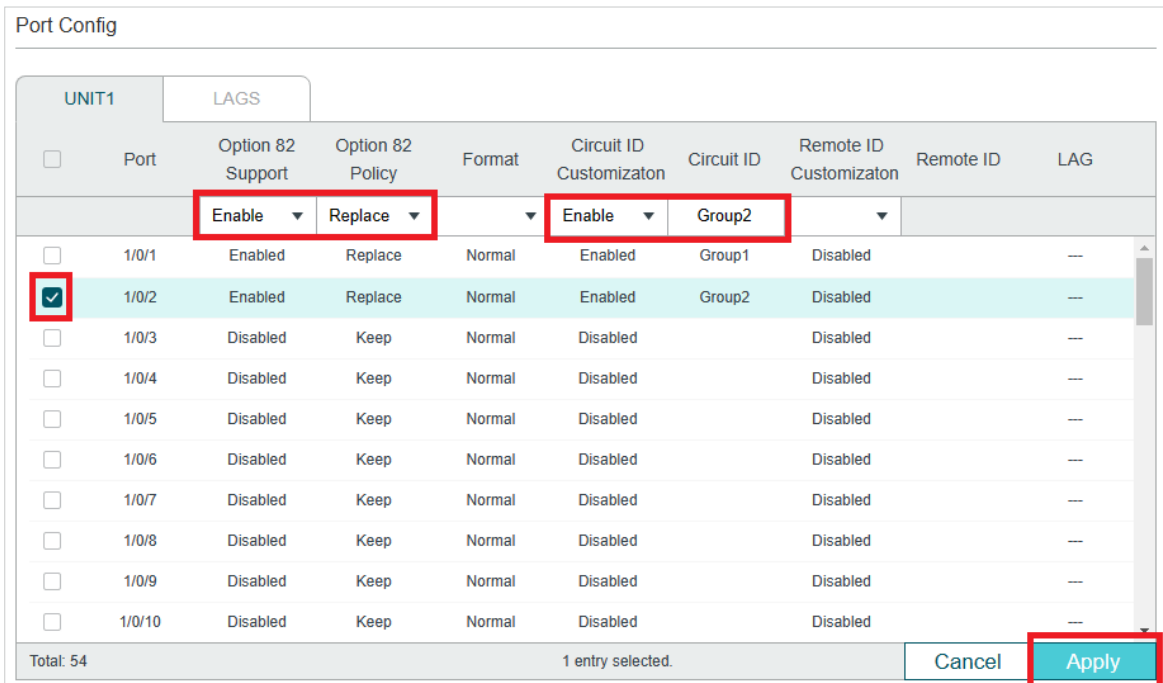 Port Config
UNIT1 LAGS
Port Option 82 Support Option 82 Policy Format Circuit ID Customizaton Circuit ID Remote ID Customizaton Remote ID LAG
Enable Replace Enable Group2
1/0/1 Enabled Replace Normal Enabled Group1 Disabled ---
1/0/2 Enabled Replace Normal Enabled Group2 Disabled ---
1/0/3 Disabled Keep Normal Disabled Disabled ---
1/0/4 Disabled Keep Normal Disabled Disabled ---
1/0/5 Disabled Keep Normal Disabled Disabled ---
1/0/6 Disabled Keep Normal Disabled Disabled ---
1/0/7 Disabled Keep Normal Disabled Disabled ---
1/0/8 Disabled Keep Normal Disabled Disabled ---
1/0/9 Disabled Keep Normal Disabled Disabled ---
1/0/10 Disabled Keep Normal Disabled Disabled ---
Total: 54 1 entry selected. Cancel Apply